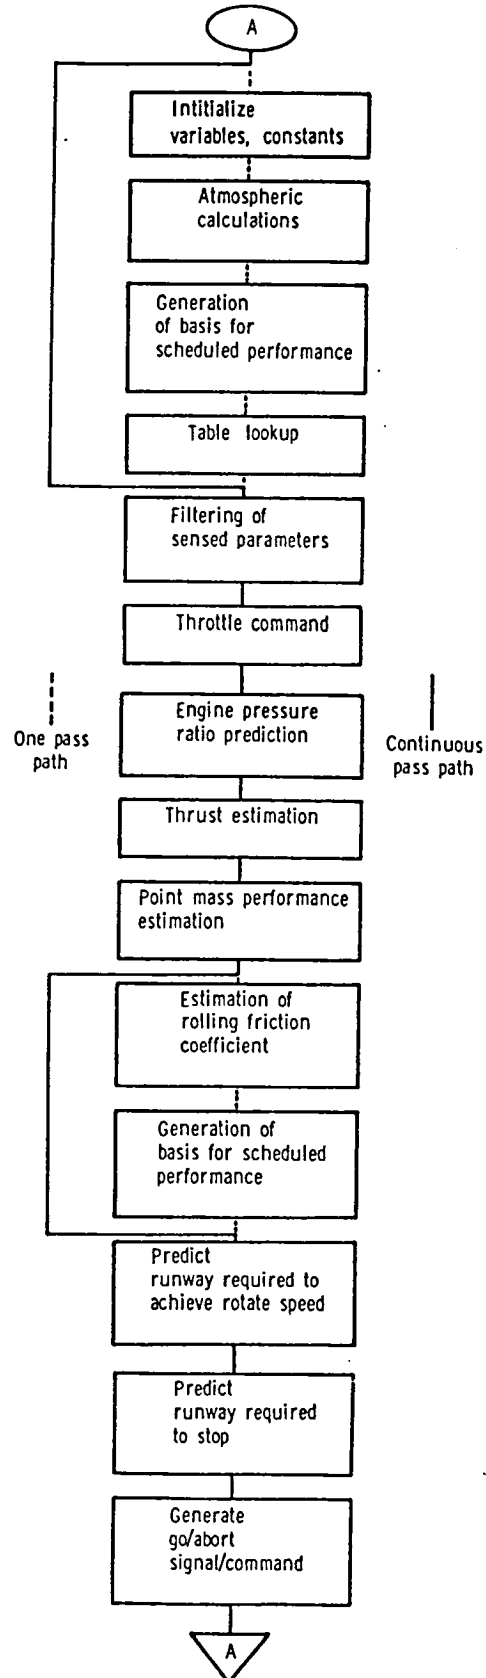 A
Intitialize
variables, constants
Atmospheric
calculations
Generation
of basis for
scheduled performance
Table lookup
Filtering of
sensed parameters
Throttle command
One pass
path
Engine pressure
ratio prediction
Continuous
pass path
Thrust estimation
Point mass performance
estimation
Estimation of
rolling friction
coefficient
Generation of
basis for scheduled
performance
Predict
runway required to
achieve rotate speed
Predict
runway required
to stop
Generate
go/abort
signal/command
A